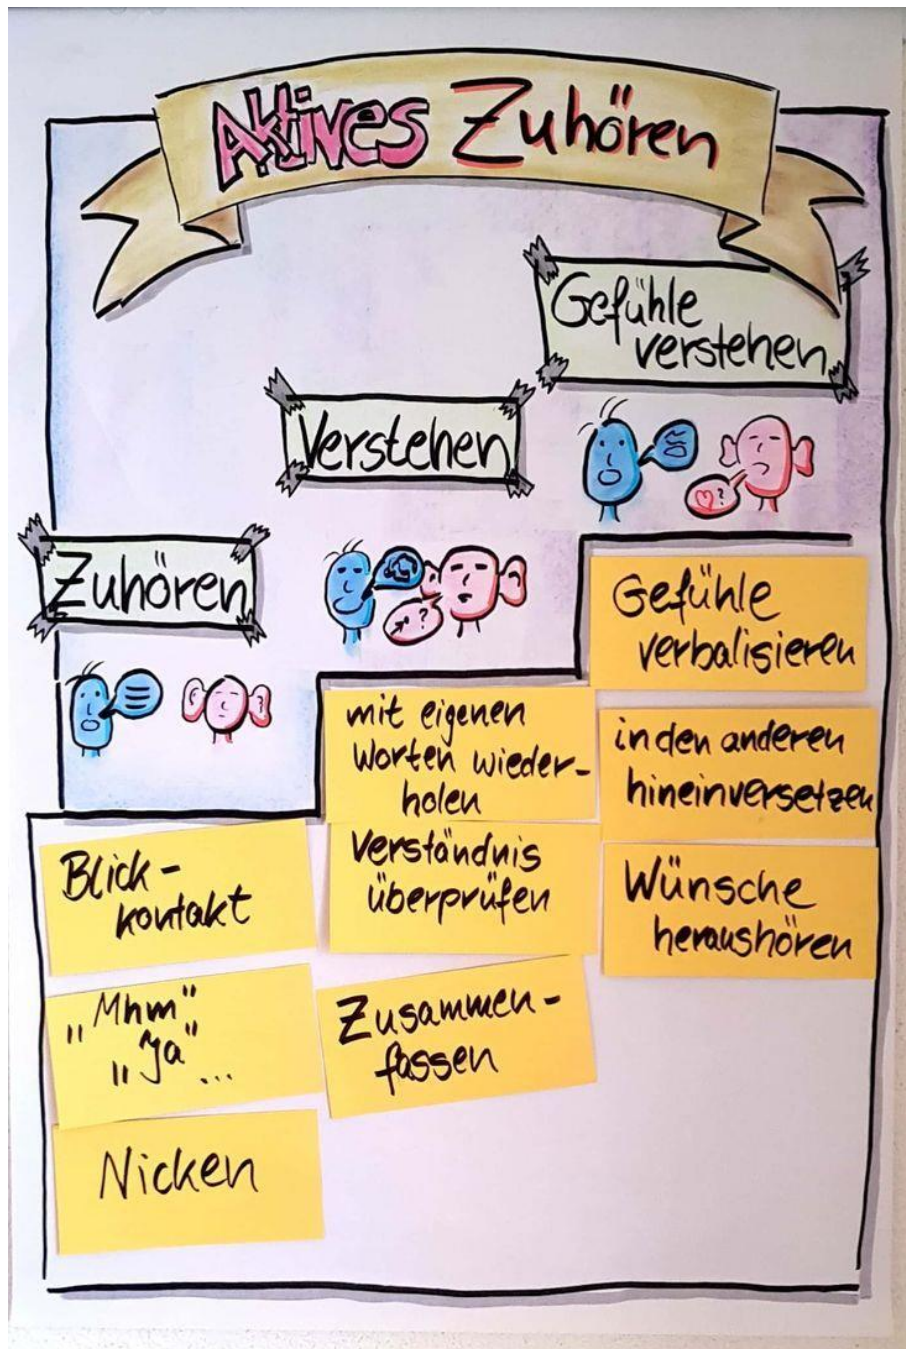 Aktives Zuhören
Gefühle
verstehen
Verstehen
Zuhören
Gefühle
verbalisieren
mit eigenen
Worten wieder-
holen
in den anderen
hineinversetzen
Blick-
kontakt
Verständnis
überprüfen
Wünsche
heraushören
„Mhm"
„Ja"...
Zusammen-
fassen
Nicken